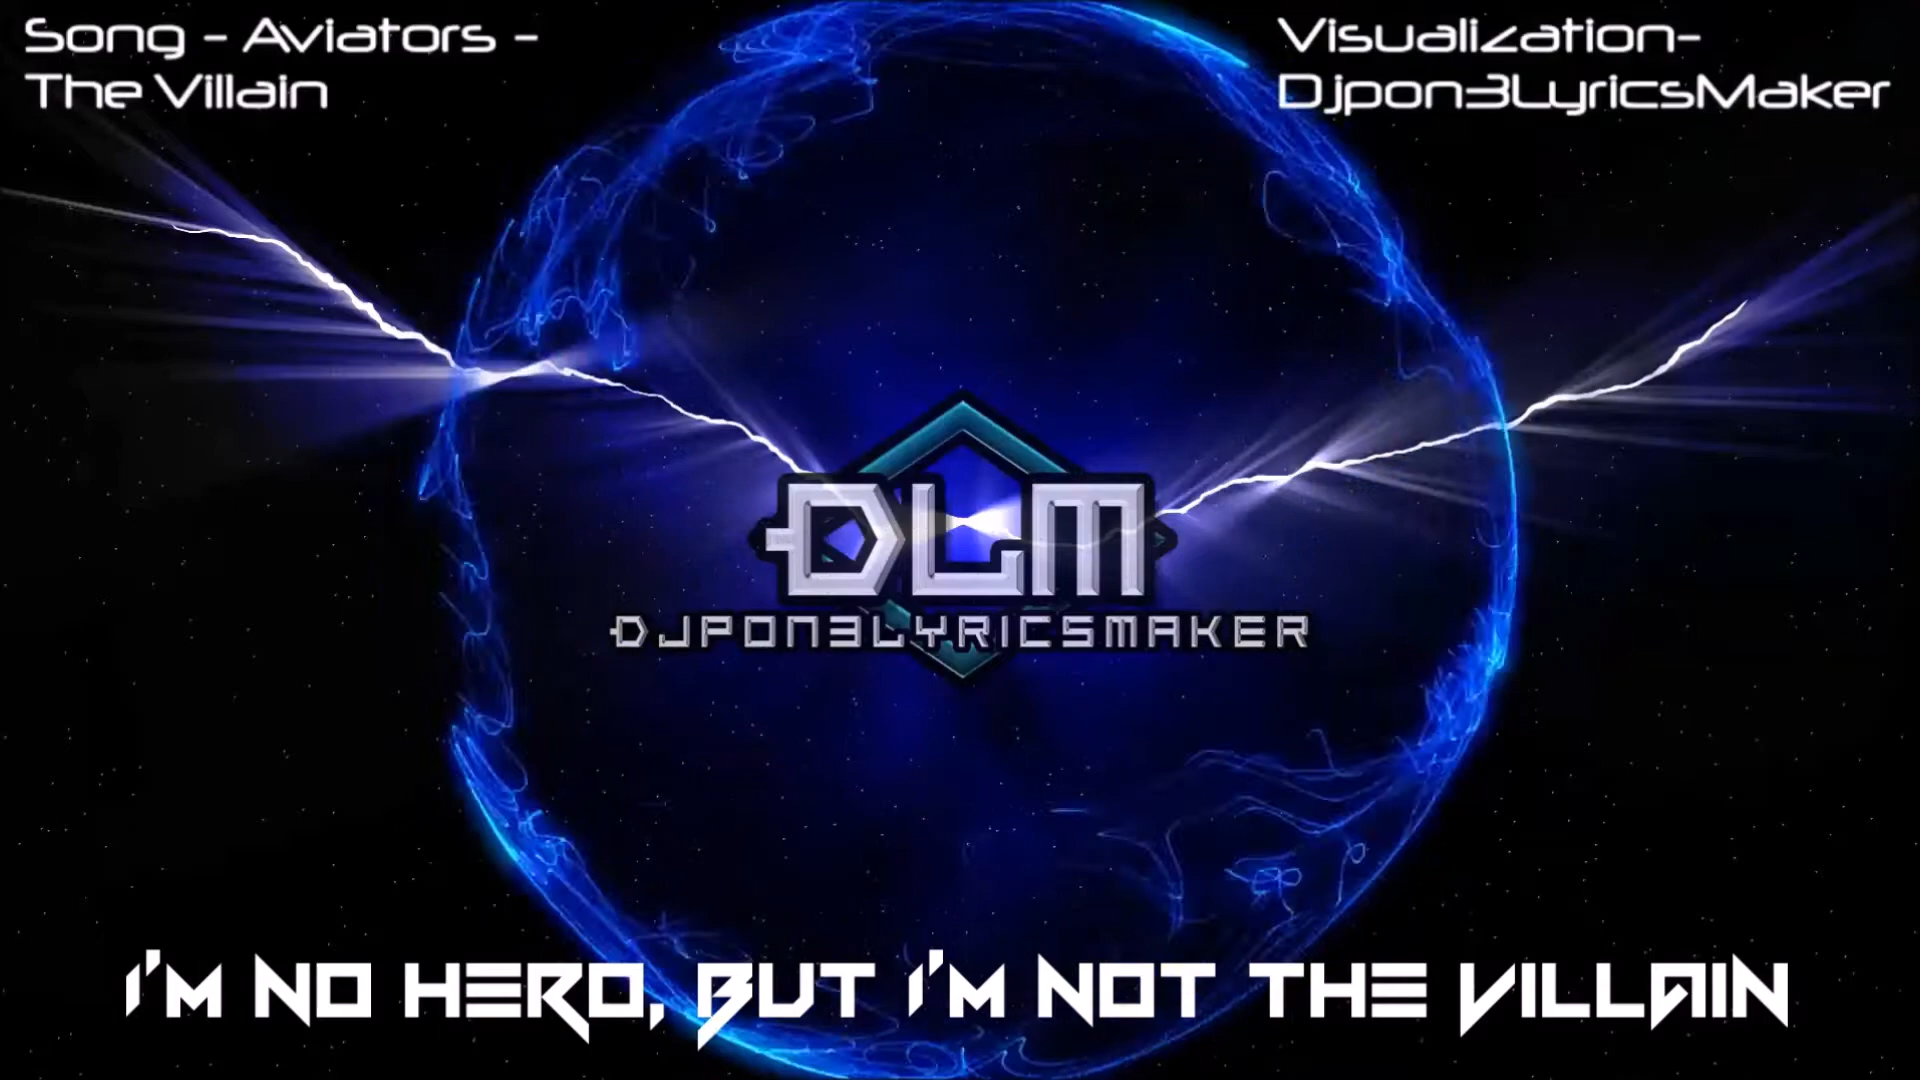 Song - Aviators -
The Villain
Visualization-
Djpon3LyricsMaker
DLM
DJPON3LYRICSMAKER
I'M NO HERO, BUT I'M NOT THE VILLAIN